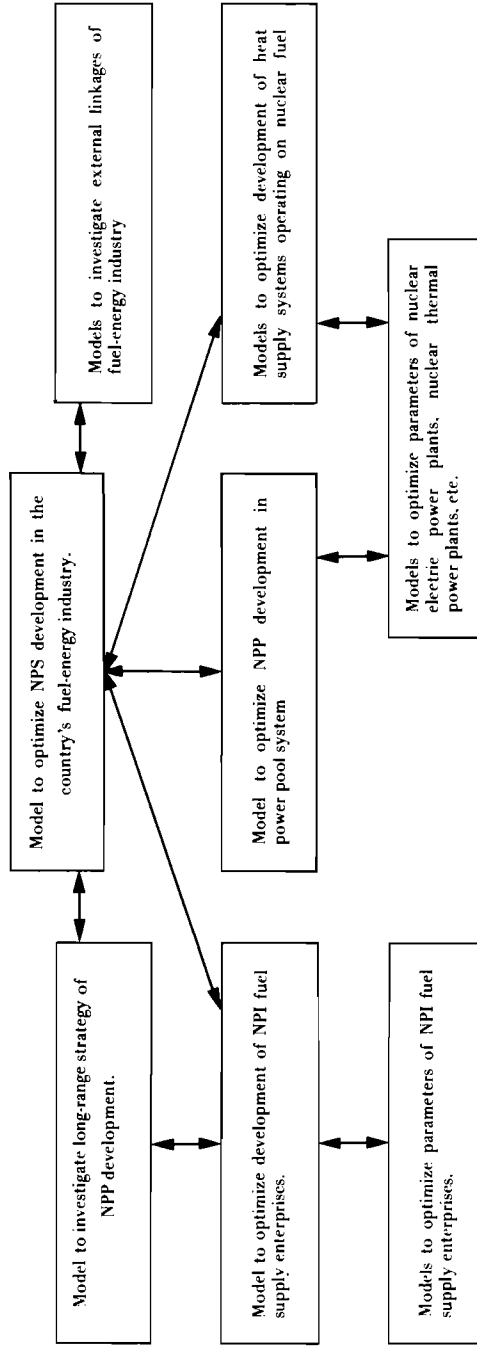 Model to investigate long-range strategy of
NPP development.
Model to optimize NPS development in the
country's fuel-energy industry.
Models to investigate external linkages of
fuel-energy industry
Model to optimize development of NPI fuel
supply enterprises.
Model to optimize NPP development in
power pool system
Models to optimize development of heat
supply systems operating on nuclear fuel
Models to optimize parameters of NPI fuel
supply enterprises.
Models to optimize parameters of nuclear
electric power plants, nuclear thermal
power plants, etc.